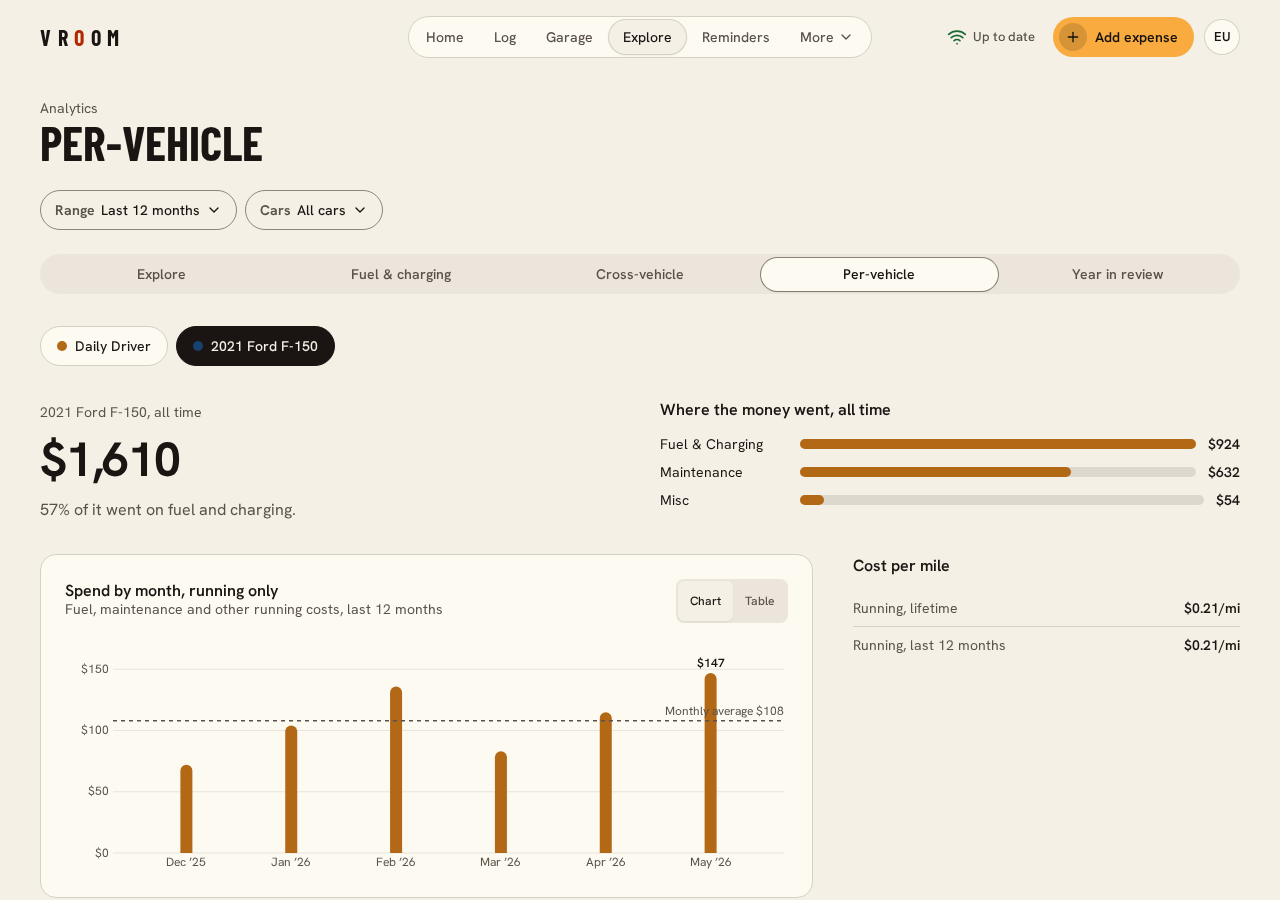 VROOM
Home Log Garage Explore Reminders More
Up to date
Add expense
EU
Analytics
PER-VEHICLE
Range Last 12 months
Cars All cars
Explore Fuel & charging Cross-vehicle Per-vehicle Year in review
Daily Driver 2021 Ford F-150
2021 Ford F-150, all time
$1,610
57% of it went on fuel and charging.
Where the money went, all time
Fuel & Charging $924
Maintenance $632
Misc $54
Spend by month, running only
Fuel, maintenance and other running costs, last 12 months
Chart Table
$147
$150
Monthly average $108
$100
$50
$0
Dec ’25 Jan ’26 Feb ’26 Mar ’26 Apr ’26 May ’26
Cost per mile
Running, lifetime $0.21/mi
Running, last 12 months $0.21/mi